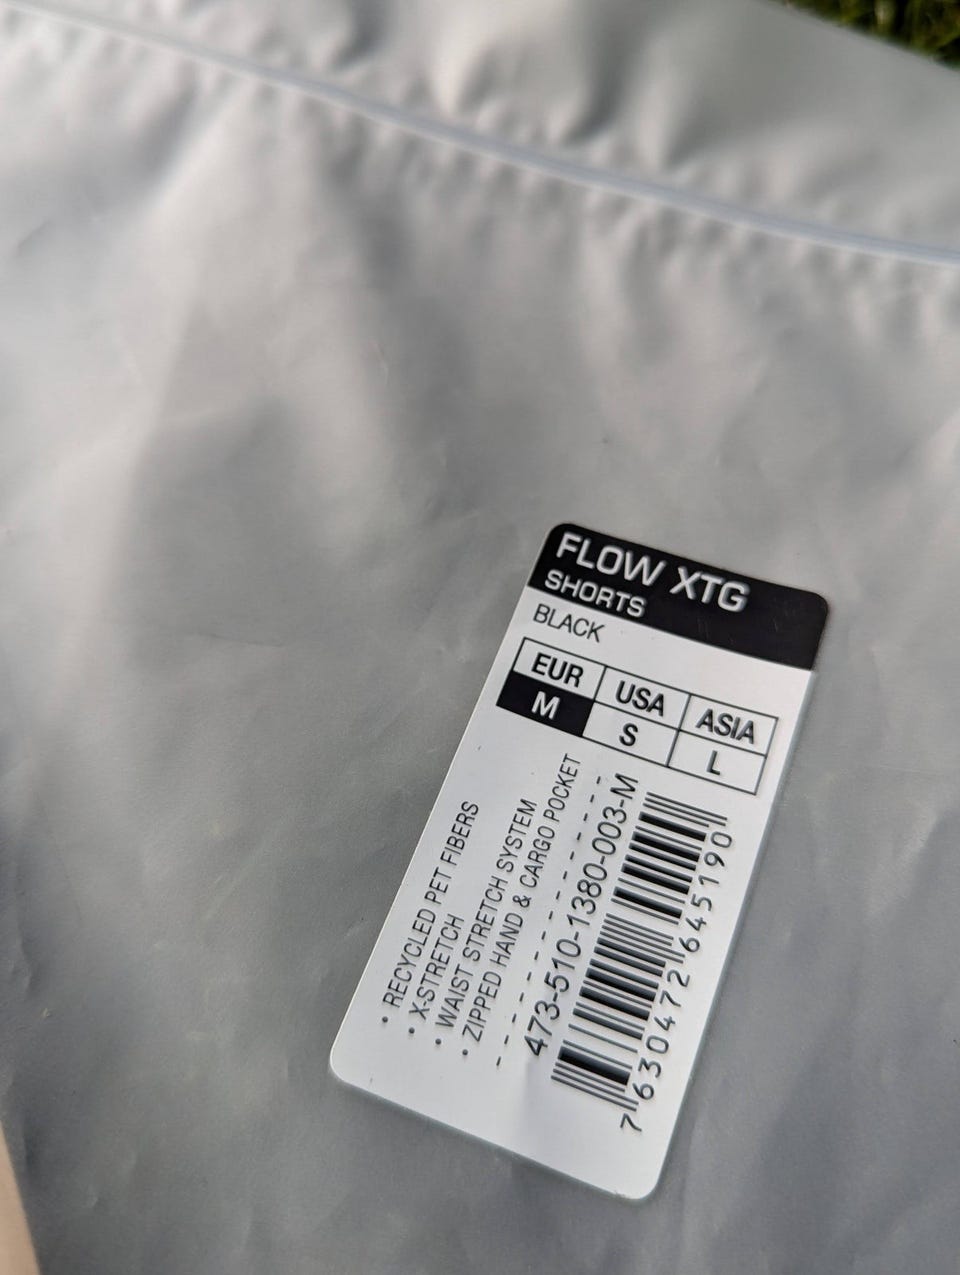 FLOW XTG
SHORTS
BLACK
EUR USA ASIA
M S L
• RECYCLED PET FIBERS
• X-STRETCH
• WAIST STRETCH SYSTEM
• ZIPPED HAND & CARGO POCKET
473-510-1380-003-M
7630472645190